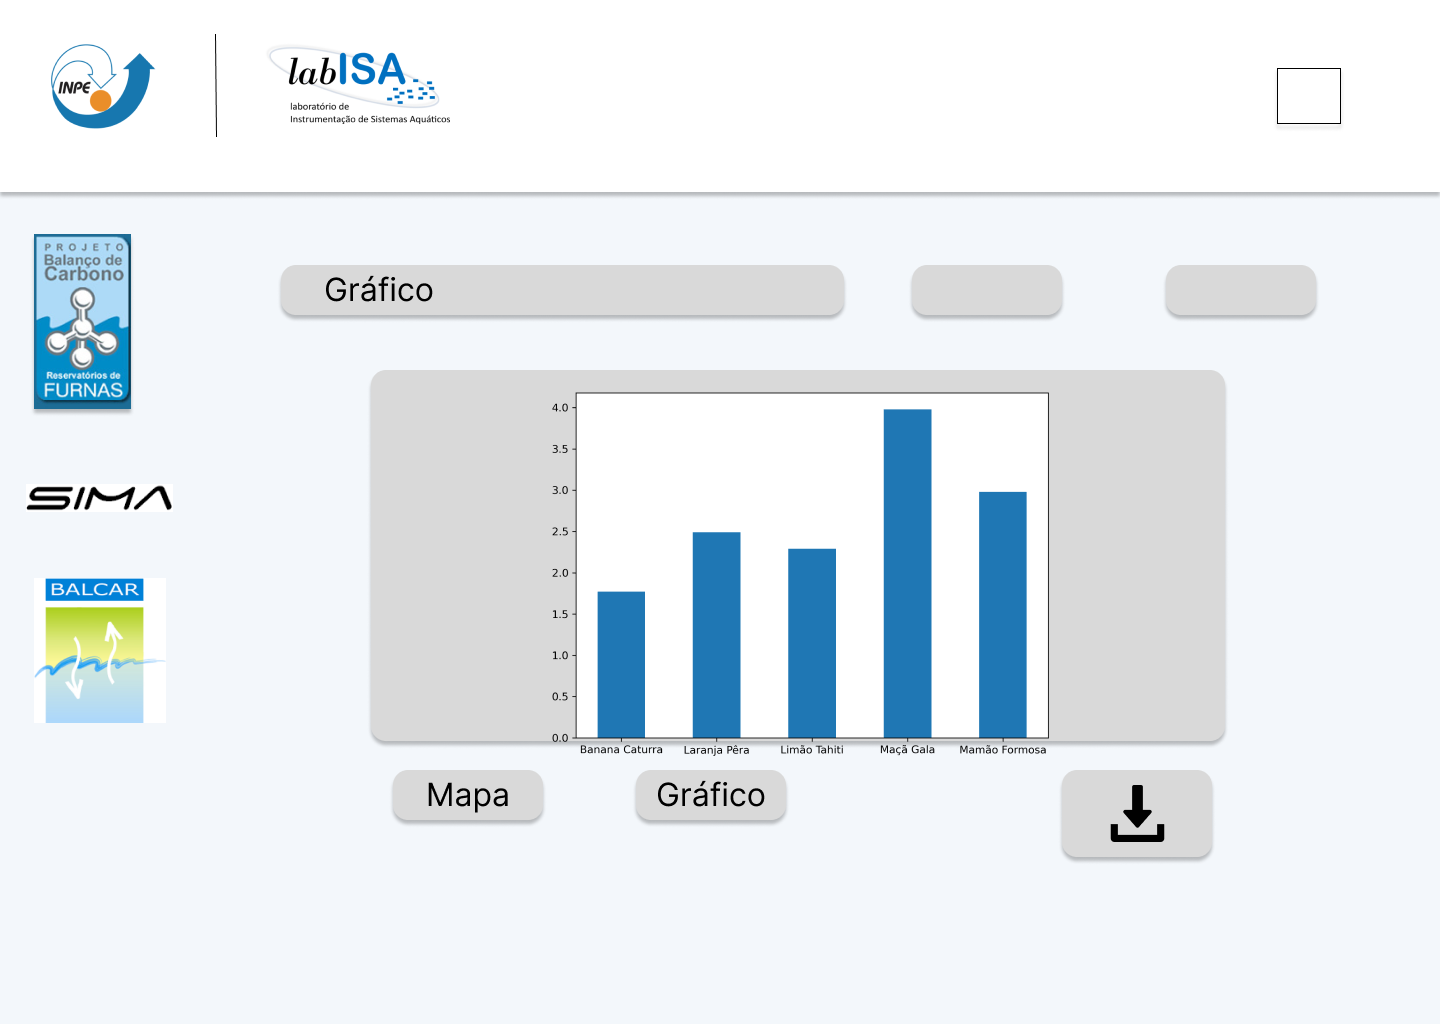 INPE
labISA
laboratório de
Instrumentação de Sistemas Aquáticos
PROJETO
Balanço de
Carbono
Reservatórios de
FURNAS
SIMA
BALCAR
Gráfico
4.0
3.5
3.0
2.5
2.0
1.5
1.0
0.5
0.0
Banana Caturra Laranja Pêra Limão Tahiti Maçã Gala Mamão Formosa
Mapa Gráfico